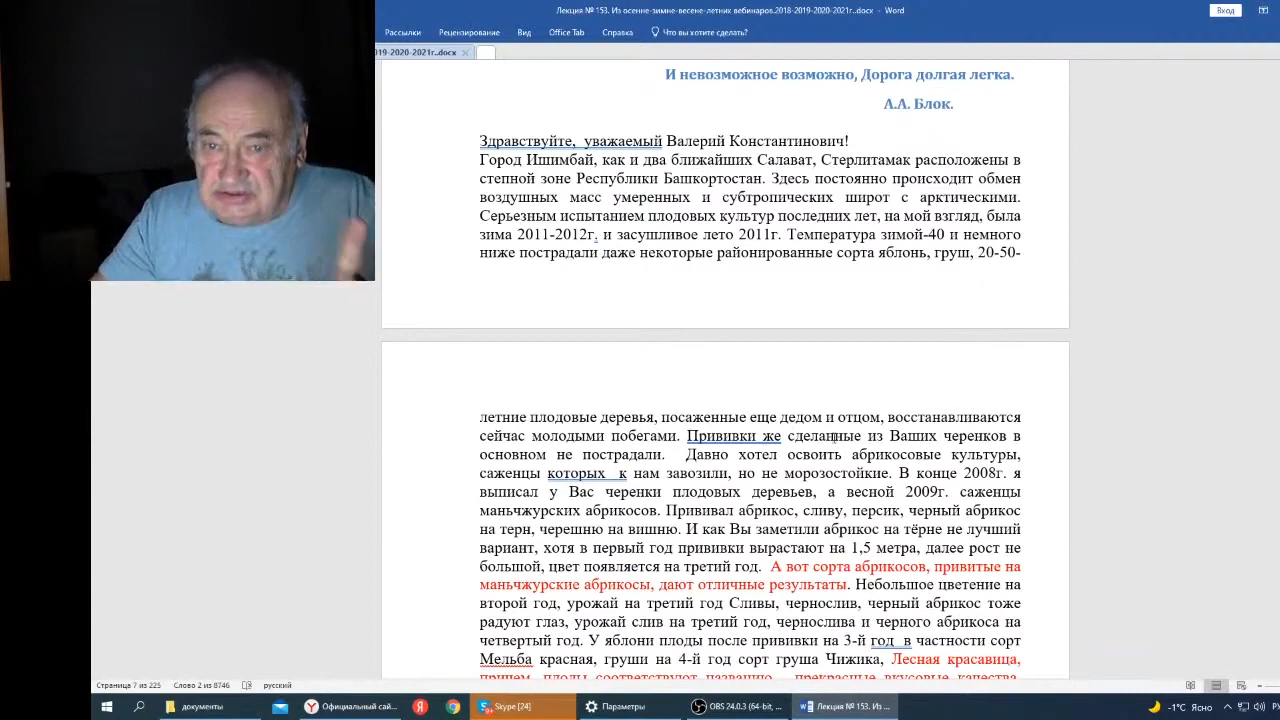 Лекция № 153. Из осенне-зимне-весене-летних вебинаров.2018-2019-2020-2021г..docx - Word
Вход
Рассылки Рецензирование Вид Office Tab Справка Что вы хотите сделать?
019-2020-2021г..docx
И невозможное возможно, Дорога долгая легка.
А.А. Блок.
Здравствуйте, уважаемый Валерий Константинович!
Город Ишимбай, как и два ближайших Салават, Стерлитамак расположены в
степной зоне Республики Башкортостан. Здесь постоянно происходит обмен
воздушных масс умеренных и субтропических широт с арктическими.
Серьезным испытанием плодовых культур последних лет, на мой взгляд, была
зима 2011-2012г. и засушливое лето 2011г. Температура зимой-40 и немного
ниже пострадали даже некоторые районированные сорта яблонь, груш, 20-50-
летние плодовые деревья, посаженные еще дедом и отцом, восстанавливаются
сейчас молодыми побегами. Прививки же сделанные из Ваших черенков в
основном не пострадали. Давно хотел освоить абрикосовые культуры,
саженцы которых к нам завозили, но не морозостойкие. В конце 2008г. я
выписал у Вас черенки плодовых деревьев, а весной 2009г. саженцы
маньчжурских абрикосов. Прививал абрикос, сливу, персик, черный абрикос
на терн, черешню на вишню. И как Вы заметили абрикос на тёрне не лучший
вариант, хотя в первый год прививки вырастают на 1,5 метра, далее рост не
большой, цвет появляется на третий год. А вот сорта абрикосов, привитые на
маньчжурские абрикосы, дают отличные результаты. Небольшое цветение на
второй год, урожай на третий год Сливы, чернослив, черный абрикос тоже
радуют глаз, урожай слив на третий год, чернослива и черного абрикоса на
четвертый год. У яблони плоды после прививки на 3-й год в частности сорт
Мельба красная, груши на 4-й год сорт груша Чижика, Лесная красавица,
причем плоды соответствуют названию прекрасные вкусовые качества.
Страница 7 из 225 Слово 2 из 8746 русский
документы Официальный сай... Skype [24] Параметры OBS 24.0.3 (64-bit, ... Лекция № 153. Из ... -1°C Ясно